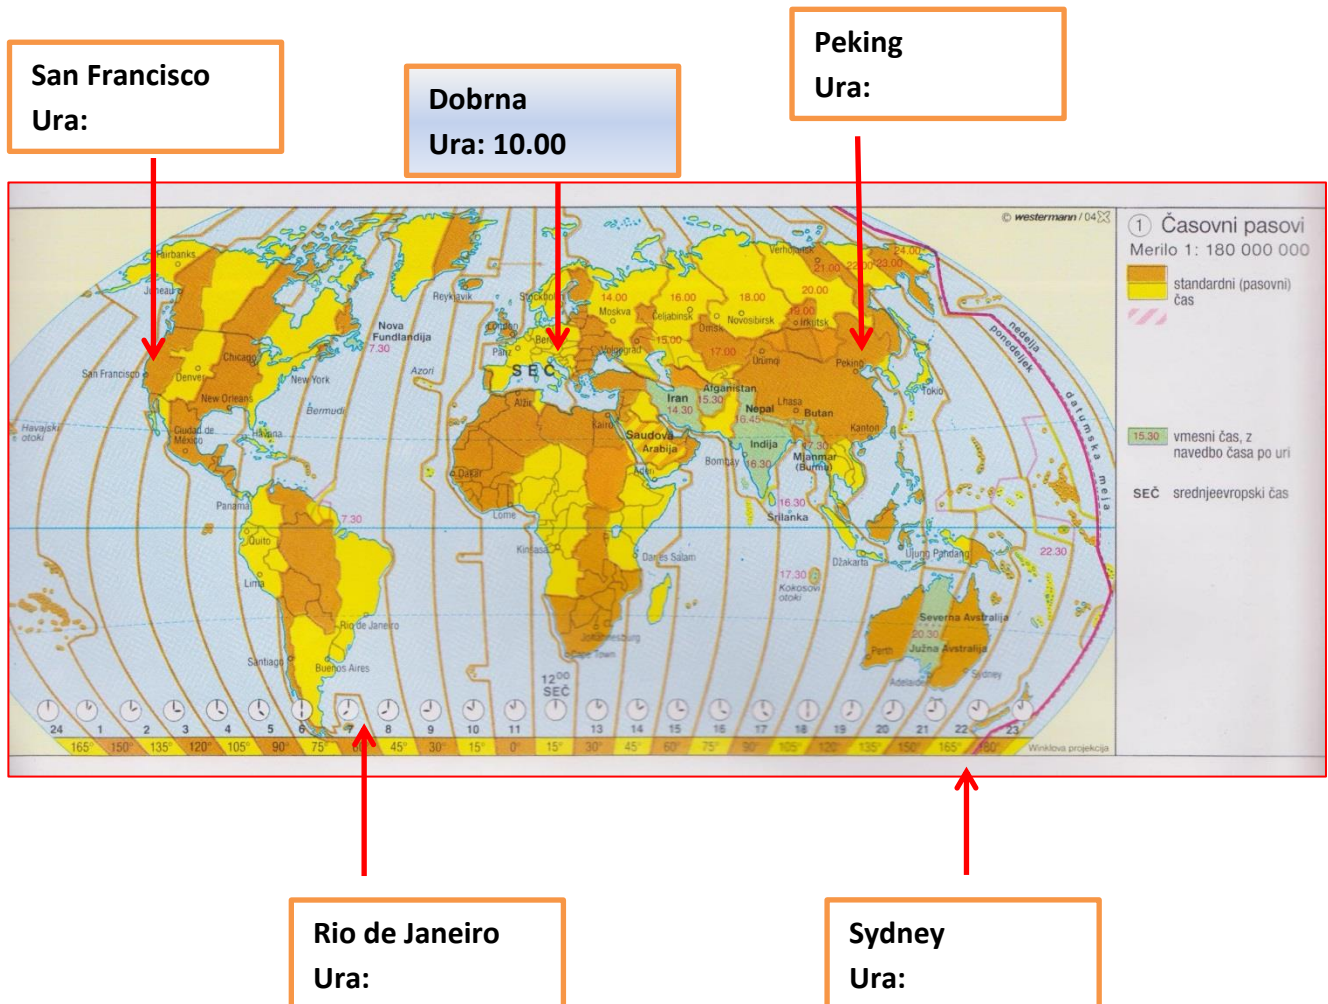 San Francisco
Ura:
Dobrna
Ura: 10.00
Peking
Ura:
© westermann / 04
1 Časovni pasovi
Merilo 1: 180 000 000
standardni (pasovni)
čas
15.30 vmesni čas, z
navedbo časa po uri
SEČ srednjeevropski čas
Fairbanks
Juneau
San Francisco
Denver
Chicago
New York
New Orleans
Ciudad de
México
Havana
Bermudi
Nova
Fundlandija
7.30
Havajski
otoki
Panamá
Quito
Lima
7.30
Rio de Janeiro
Santiago
Buenos Aires
Reykjavik
Azori
London
Pariz
Stockholm
SEČ
Alžir
Kairo
Dakar
Lome
Kinšasa
Dar es Salam
Johannesburg
Cape Town
Aden
Saudova
Arabija
14.00
Moskva
Volgograd
15.00
16.00
Čeljabinsk
Omsk
17.00
18.00
Novosibirsk
19.00
Irkutsk
20.00
Verhojansk
21.00
22.00
23.00
24.00
Iran
14.30
Afganistan
15.30
Nepal
Indija
16.30
Bombay
16.30
Šrilanka
Ürümqi
Lhasa
Butan
Peking
Kanton
Tokio
17.30
Mjanmar
(Burma)
17.30
Kokosovi
otoki
Džakarta
Ujung Pandang
22.30
Severna Avstralija
20.30
Južna Avstralija
Perth
Adelaide
Sydney
nedelja
ponedeljek
datumska meja
12 00
SEČ
24 1 2 3 4 5 6 7 8 9 10 11 13 14 15 16 17 18 19 20 21 22 23
165° 150° 135° 120° 105° 90° 75° 60° 45° 30° 15° 0° 15° 30° 45° 60° 75° 90° 105° 120° 135° 150° 165° 180°
Winklova projekcija
Rio de Janeiro
Ura:
Sydney
Ura: